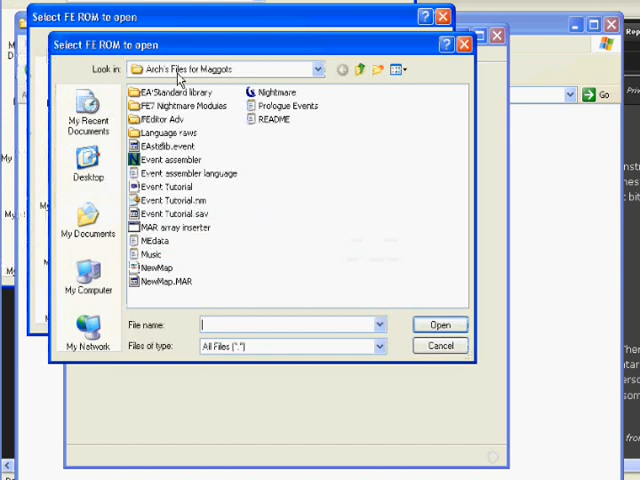 Select FE ROM to open
Select FE ROM to open
Look in:
Arch's Files for Maggots
Go
My Recent Documents
Desktop
My Documents
My Computer
My Network
EA Standard library
FE7 Nightmare Modules
FEditor Adv
Language raws
EAstdlib.event
Event assembler
Event assembler language
Event Tutorial
Event Tutorial.nm
Event Tutorial.sav
MAR array inserter
MEdata
Music
NewMap
NewMap.MAR
Nightmare
Prologue Events
README
File name:
Open
Files of type:
All Files (*.*)
Cancel